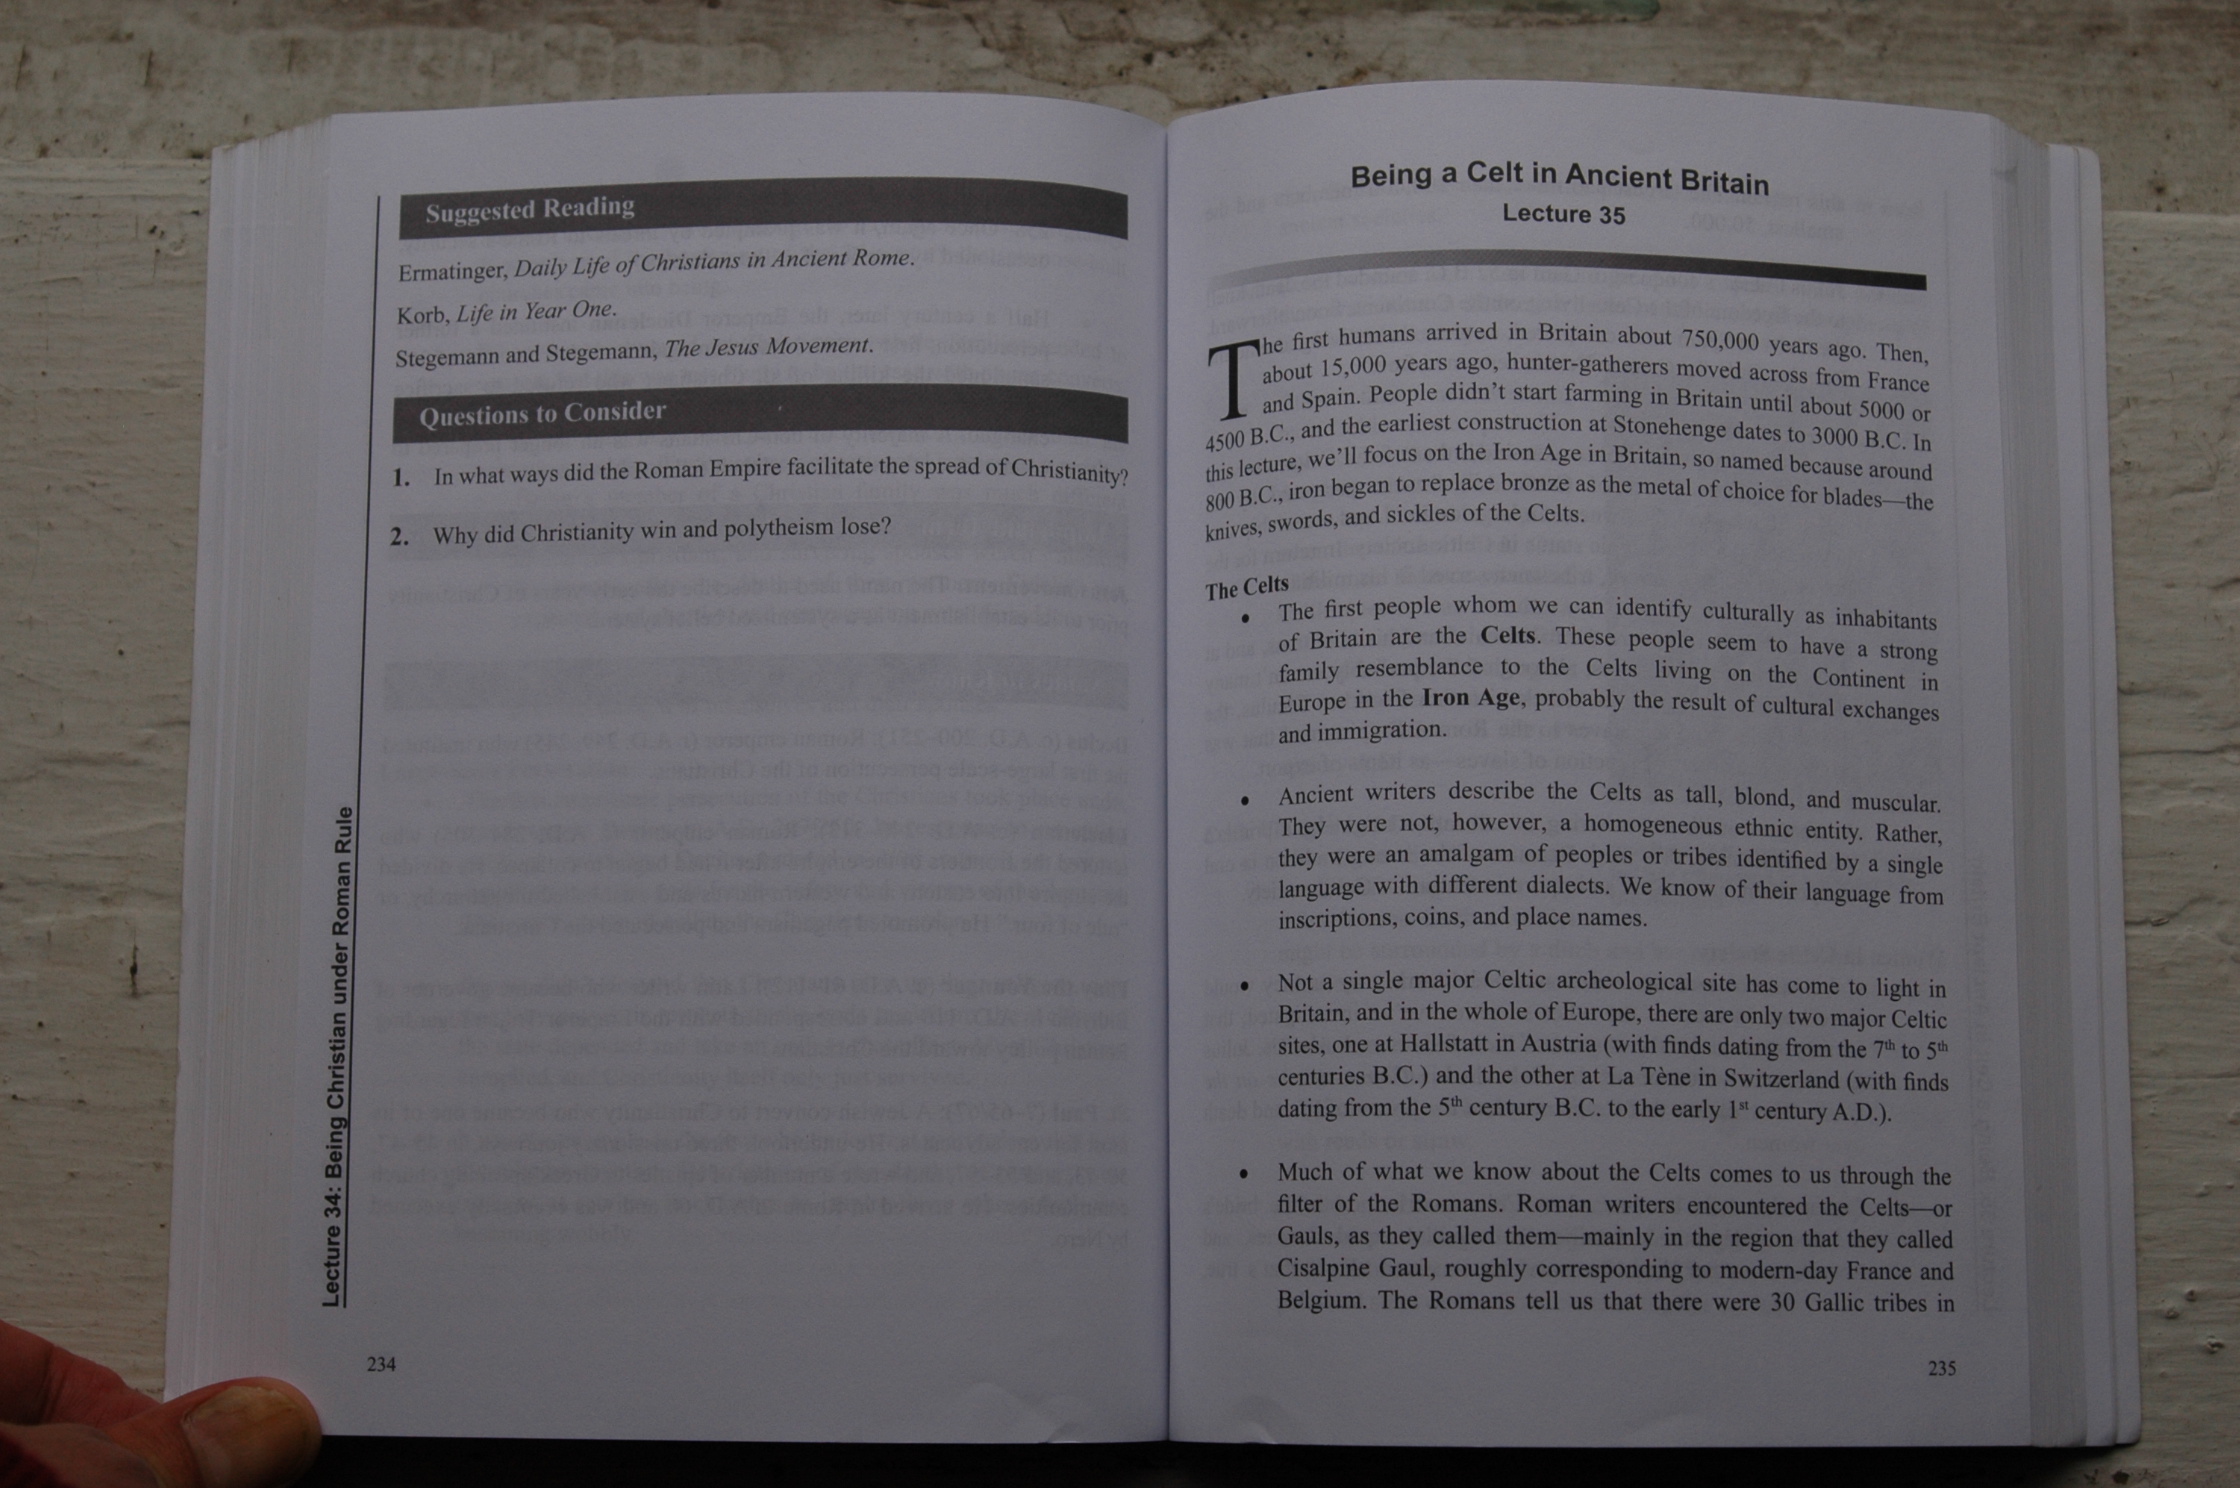 Suggested Reading
Ermatinger, Daily Life of Christians in Ancient Rome.
Korb, Life in Year One.
Stegemann and Stegemann, The Jesus Movement.
Questions to Consider
1. In what ways did the Roman Empire facilitate the spread of Christianity?
2. Why did Christianity win and polytheism lose?
Lecture 34: Being Christian under Roman Rule
234
Being a Celt in Ancient Britain
Lecture 35
The first humans arrived in Britain about 750,000 years ago. Then,
about 15,000 years ago, hunter-gatherers moved across from France
and Spain. People didn't start farming in Britain until about 5000 or
4500 B.C., and the earliest construction at Stonehenge dates to 3000 B.C. In
this lecture, we'll focus on the Iron Age in Britain, so named because around
800 B.C., iron began to replace bronze as the metal of choice for blades—the
knives, swords, and sickles of the Celts.
The Celts
• The first people whom we can identify culturally as inhabitants
of Britain are the Celts. These people seem to have a strong
family resemblance to the Celts living on the Continent in
Europe in the Iron Age, probably the result of cultural exchanges
and immigration.
• Ancient writers describe the Celts as tall, blond, and muscular.
They were not, however, a homogeneous ethnic entity. Rather,
they were an amalgam of peoples or tribes identified by a single
language with different dialects. We know of their language from
inscriptions, coins, and place names.
• Not a single major Celtic archeological site has come to light in
Britain, and in the whole of Europe, there are only two major Celtic
sites, one at Hallstatt in Austria (with finds dating from the 7th to 5th
centuries B.C.) and the other at La Tène in Switzerland (with finds
dating from the 5th century B.C. to the early 1st century A.D.).
• Much of what we know about the Celts comes to us through the
filter of the Romans. Roman writers encountered the Celts—or
Gauls, as they called them—mainly in the region that they called
Cisalpine Gaul, roughly corresponding to modern-day France and
Belgium. The Romans tell us that there were 30 Gallic tribes in
235